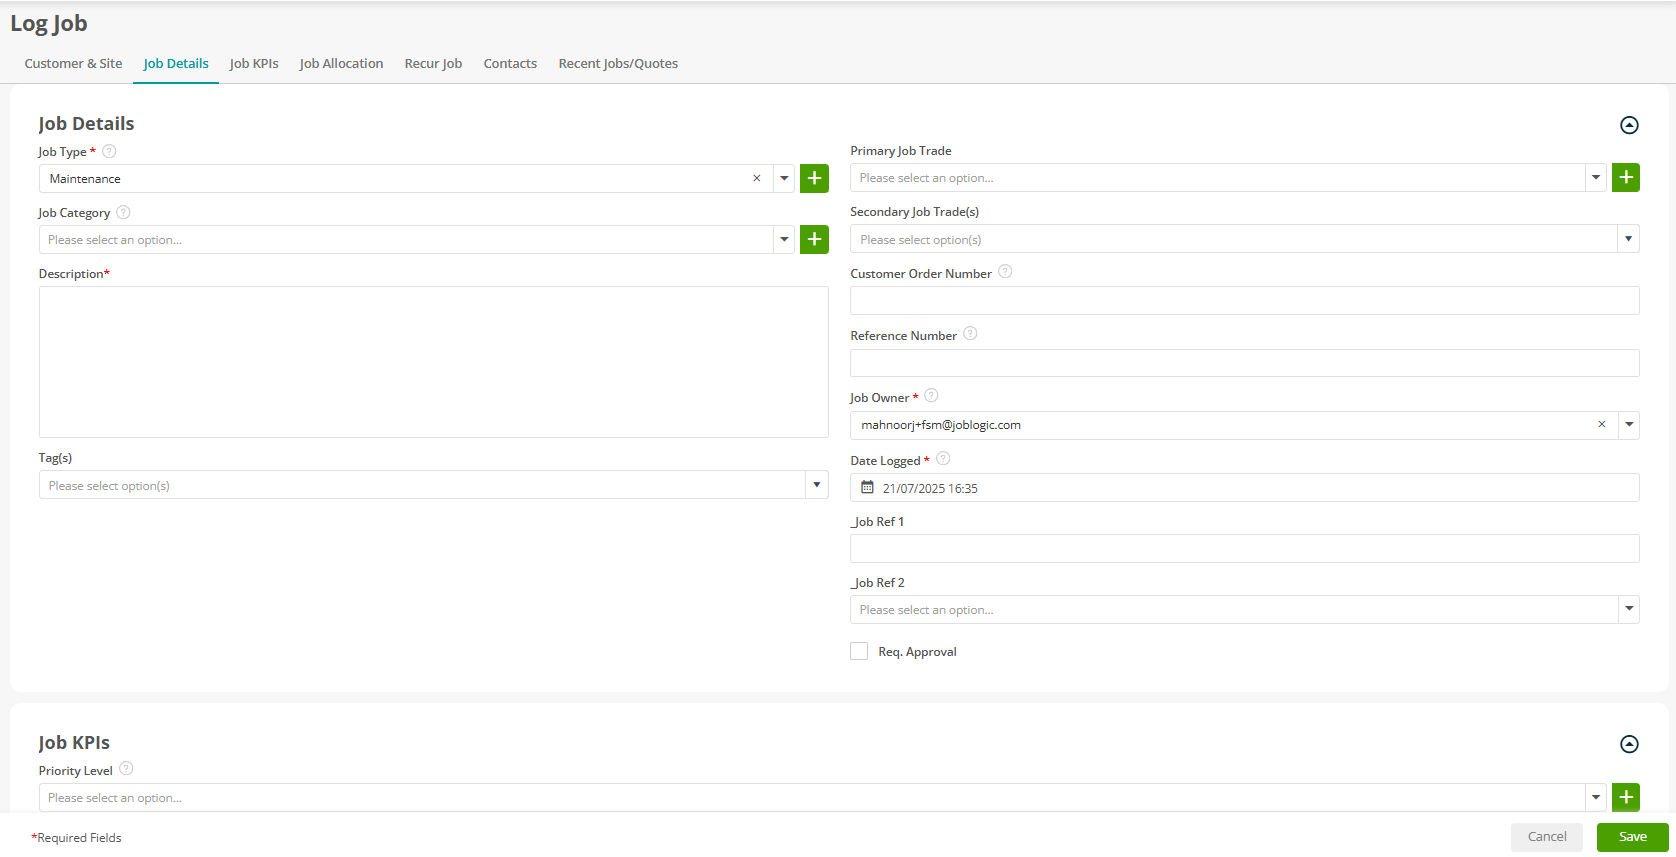 Log Job
Customer & Site
Job Details
Job KPIs
Job Allocation
Recur Job
Contacts
Recent Jobs/Quotes
Job Details
Job Type *
Maintenance
Job Category
Please select an option...
Description*
Tag(s)
Please select option(s)
Primary Job Trade
Please select an option...
Secondary Job Trade(s)
Please select option(s)
Customer Order Number
Reference Number
Job Owner *
mahnoorj+fsm@joblogic.com
Date Logged *
21/07/2025 16:35
_Job Ref 1
_Job Ref 2
Please select an option...
Req. Approval
Job KPIs
Priority Level
Please select an option...
*Required Fields
Cancel
Save